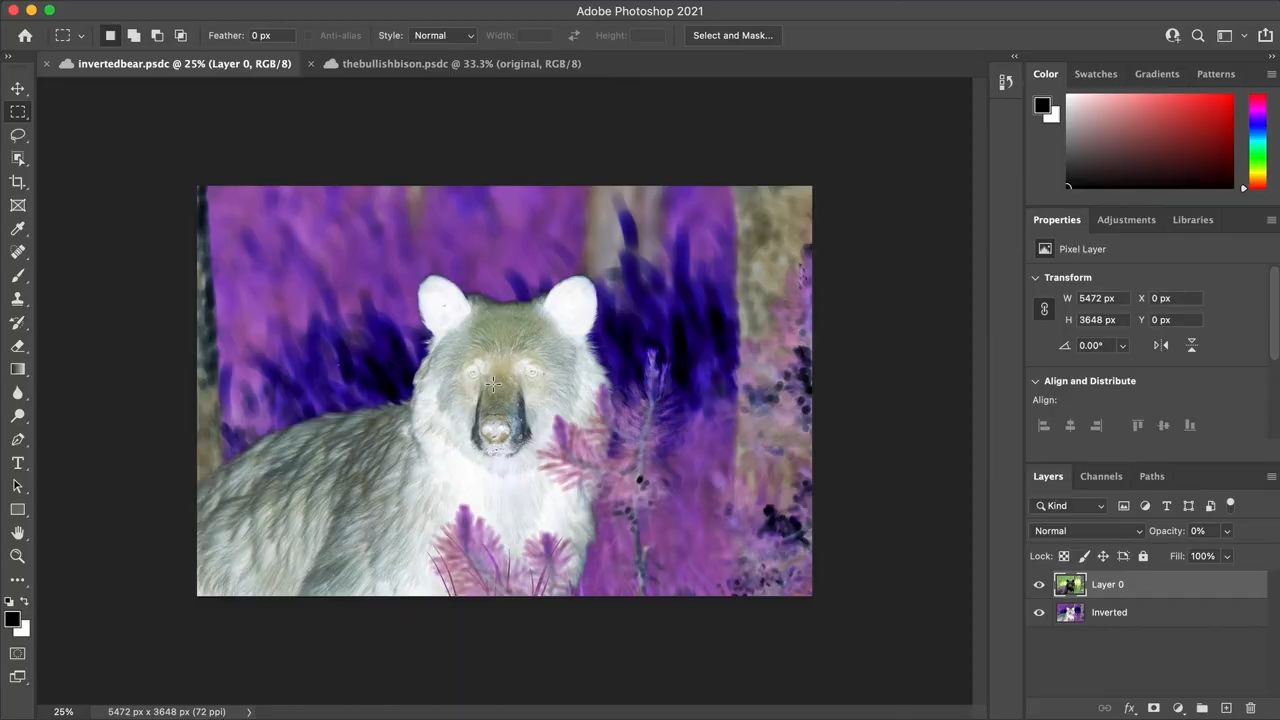 Adobe Photoshop 2021
Feather: 0 px
Anti-alias
Style: Normal
Width:
Height:
Select and Mask...
invertedbear.psdc @ 25% (Layer 0, RGB/8)
thebullishbison.psdc @ 33.3% (original, RGB/8)
Color
Swatches
Gradients
Patterns
Properties
Adjustments
Libraries
Pixel Layer
Transform
W 5472 px X 0 px
H 3648 px Y 0 px
0.00°
Align and Distribute
Align:
Layers
Channels
Paths
Kind
Normal
Opacity: 0%
Lock:
Fill: 100%
Layer 0
Inverted
25%
5472 px x 3648 px (72 ppi)